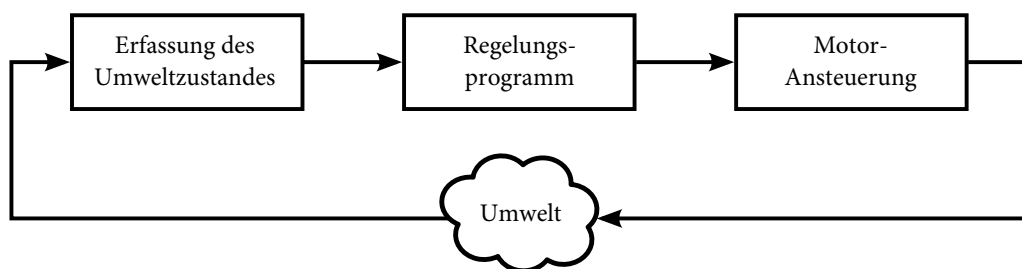 Erfassung des
Umweltzustandes
Regelungs-
programm
Motor-
Ansteuerung
Umwelt